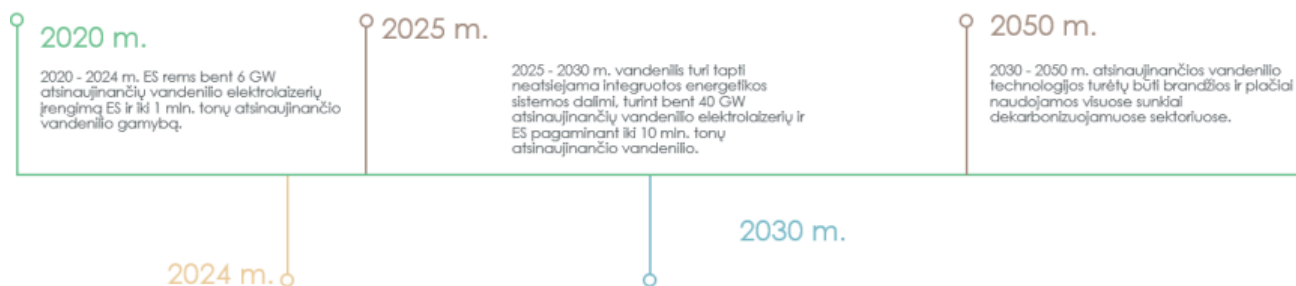 2020 m.
2020 - 2024 m. ES rems bent 6 GW
atsinaujinančių vandenilio elektrolaizerių
įrengimą ES ir iki 1 mln. tonų atsinaujinančio
vandenilio gamybą.
2024 m.
2025 m.
2025 - 2030 m. vandenilis turi tapti
neatsiejama integruotos energetikos
sistemos dalimi, turint bent 40 GW
atsinaujinančių vandenilio elektrolaizerių ir
ES pagaminant iki 10 mln. tonų
atsinaujinančio vandenilio.
2030 m.
2050 m.
2030 - 2050 m. atsinaujinančios vandenilio
technologijos turėtų būti brandžios ir plačiai
naudojamos visuose sunkiai
dekarbonizuojamuose sektoriuose.